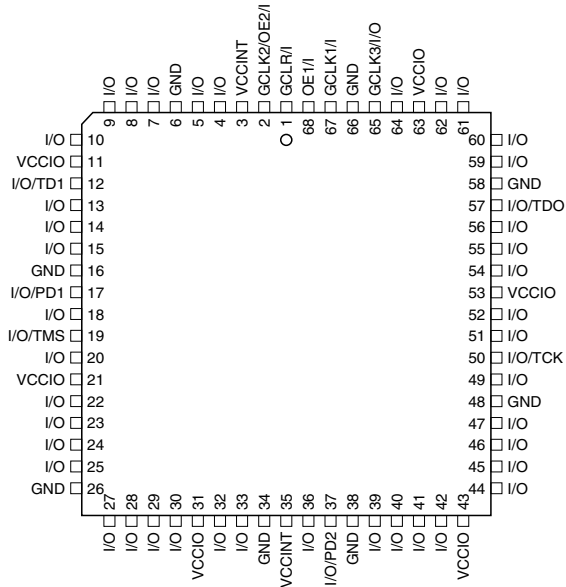 I/O I/O I/O GND I/O I/O VCCINT GCLK2/OE2/I GCLR/I OE1/I GCLK1/I GND GCLK3/I/O I/O VCCIO I/O I/O
9 8 7 6 5 4 3 2 1 68 67 66 65 64 63 62 61
I/O 10 60 I/O
VCCIO 11 59 I/O
I/O/TD1 12 58 GND
I/O 13 57 I/O/TDO
I/O 14 56 I/O
I/O 15 55 I/O
GND 16 54 I/O
I/O/PD1 17 53 VCCIO
I/O 18 52 I/O
I/O/TMS 19 51 I/O
I/O 20 50 I/O/TCK
VCCIO 21 49 I/O
I/O 22 48 GND
I/O 23 47 I/O
I/O 24 46 I/O
I/O 25 45 I/O
GND 26 44 I/O
27 28 29 30 31 32 33 34 35 36 37 38 39 40 41 42 43
I/O I/O I/O I/O VCCIO I/O I/O GND VCCINT I/O I/O/PD2 GND I/O I/O I/O I/O VCCIO